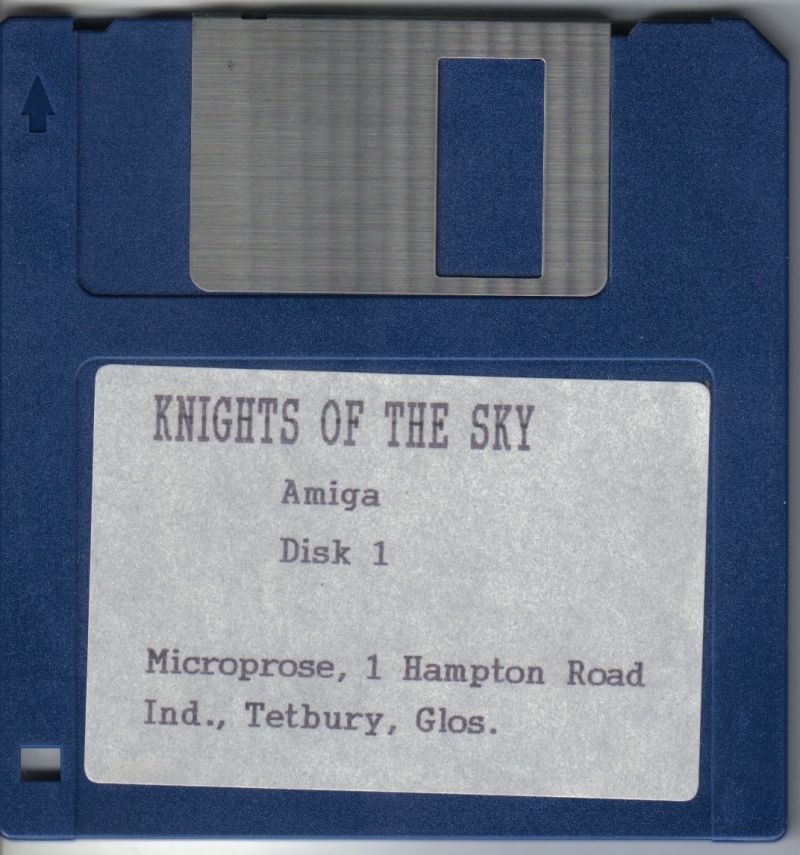 KNIGHTS OF THE SKY
Amiga
Disk 1
Microprose, 1 Hampton Road
Ind., Tetbury, Glos.